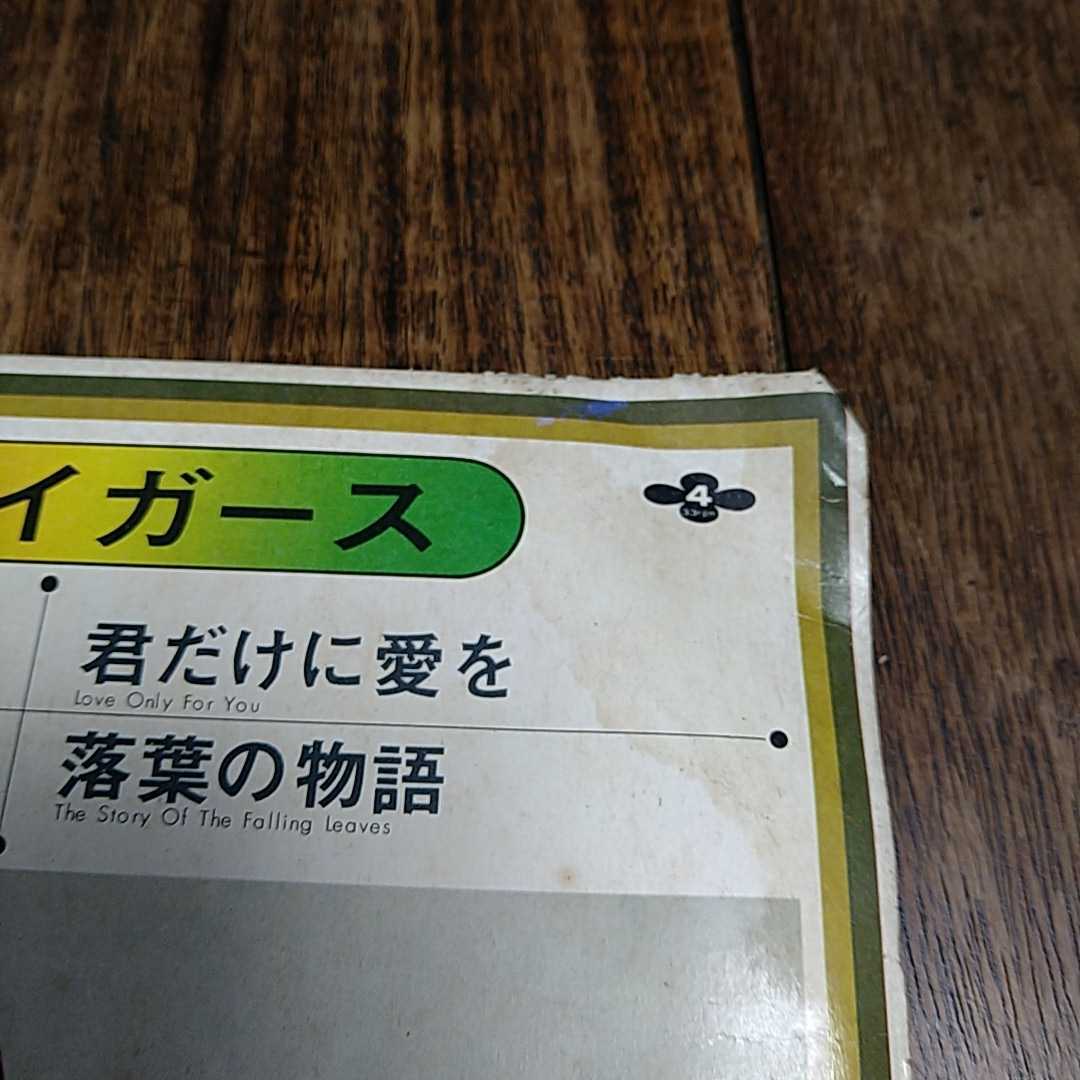 イガース
4
33rpm
君だけに愛を
Love Only For You
落葉の物語
The Story Of The Falling Leaves